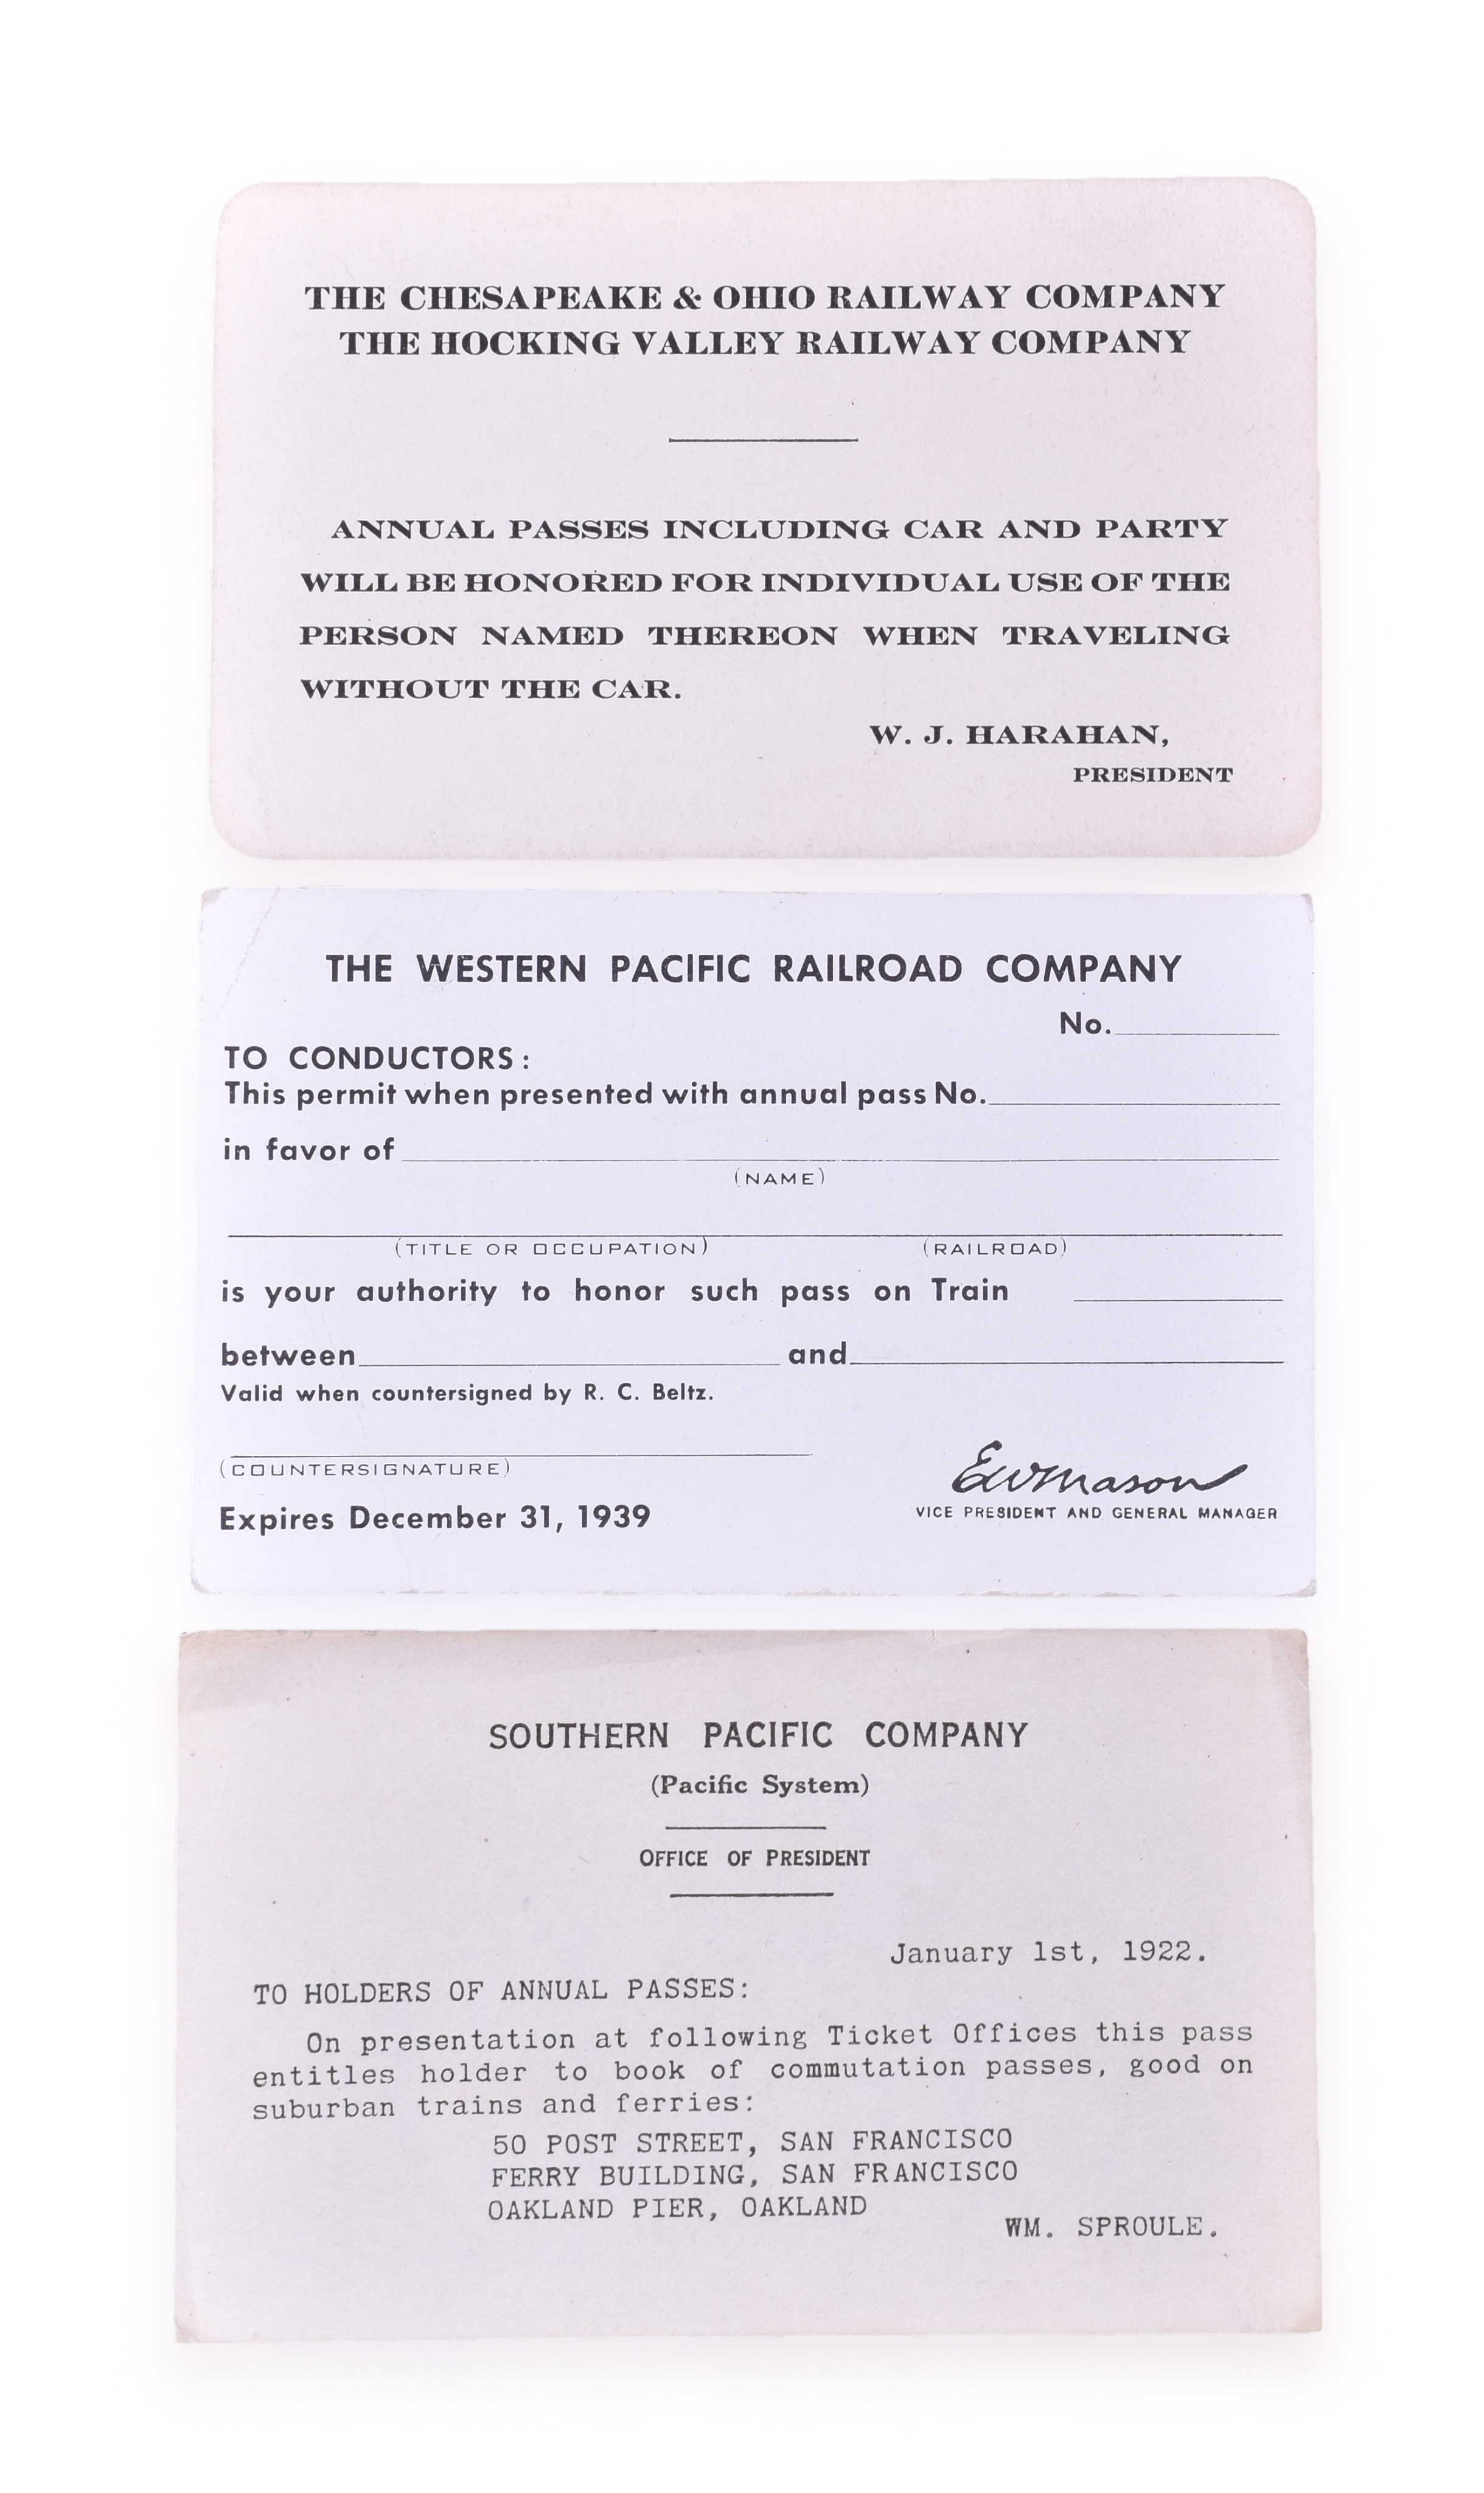 THE CHESAPEAKE & OHIO RAILWAY COMPANY
THE HOCKING VALLEY RAILWAY COMPANY
ANNUAL PASSES INCLUDING CAR AND PARTY
WILL BE HONORED FOR INDIVIDUAL USE OF THE
PERSON NAMED THEREON WHEN TRAVELING
WITHOUT THE CAR.
W. J. HARAHAN,
PRESIDENT
THE WESTERN PACIFIC RAILROAD COMPANY
No.
TO CONDUCTORS:
This permit when presented with annual pass No.
in favor of
(NAME)
(TITLE OR OCCUPATION) (RAILROAD)
is your authority to honor such pass on Train
between and
Valid when countersigned by R. C. Beltz.
EWMason
(COUNTERSIGNATURE)
VICE PRESIDENT AND GENERAL MANAGER
Expires December 31, 1939
SOUTHERN PACIFIC COMPANY
(Pacific System)
OFFICE OF PRESIDENT
January 1st, 1922.
TO HOLDERS OF ANNUAL PASSES:
On presentation at following Ticket Offices this pass
entitles holder to book of commutation passes, good on
suburban trains and ferries:
50 POST STREET, SAN FRANCISCO
FERRY BUILDING, SAN FRANCISCO
OAKLAND PIER, OAKLAND
WM. SPROULE.